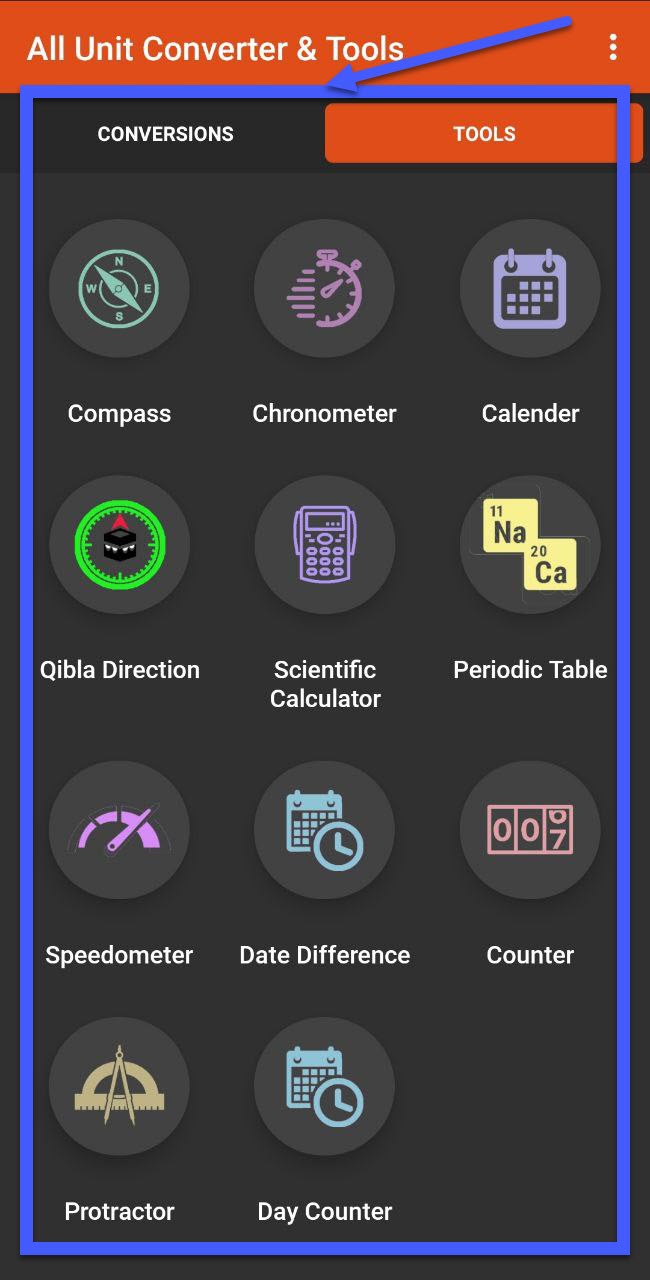 All Unit Converter & Tools
CONVERSIONS TOOLS
N
W E
S
Compass Chronometer Calender
11
Na
20
Ca
Qibla Direction Scientific Periodic Table
Calculator
007
Speedometer Date Difference Counter
Protractor Day Counter